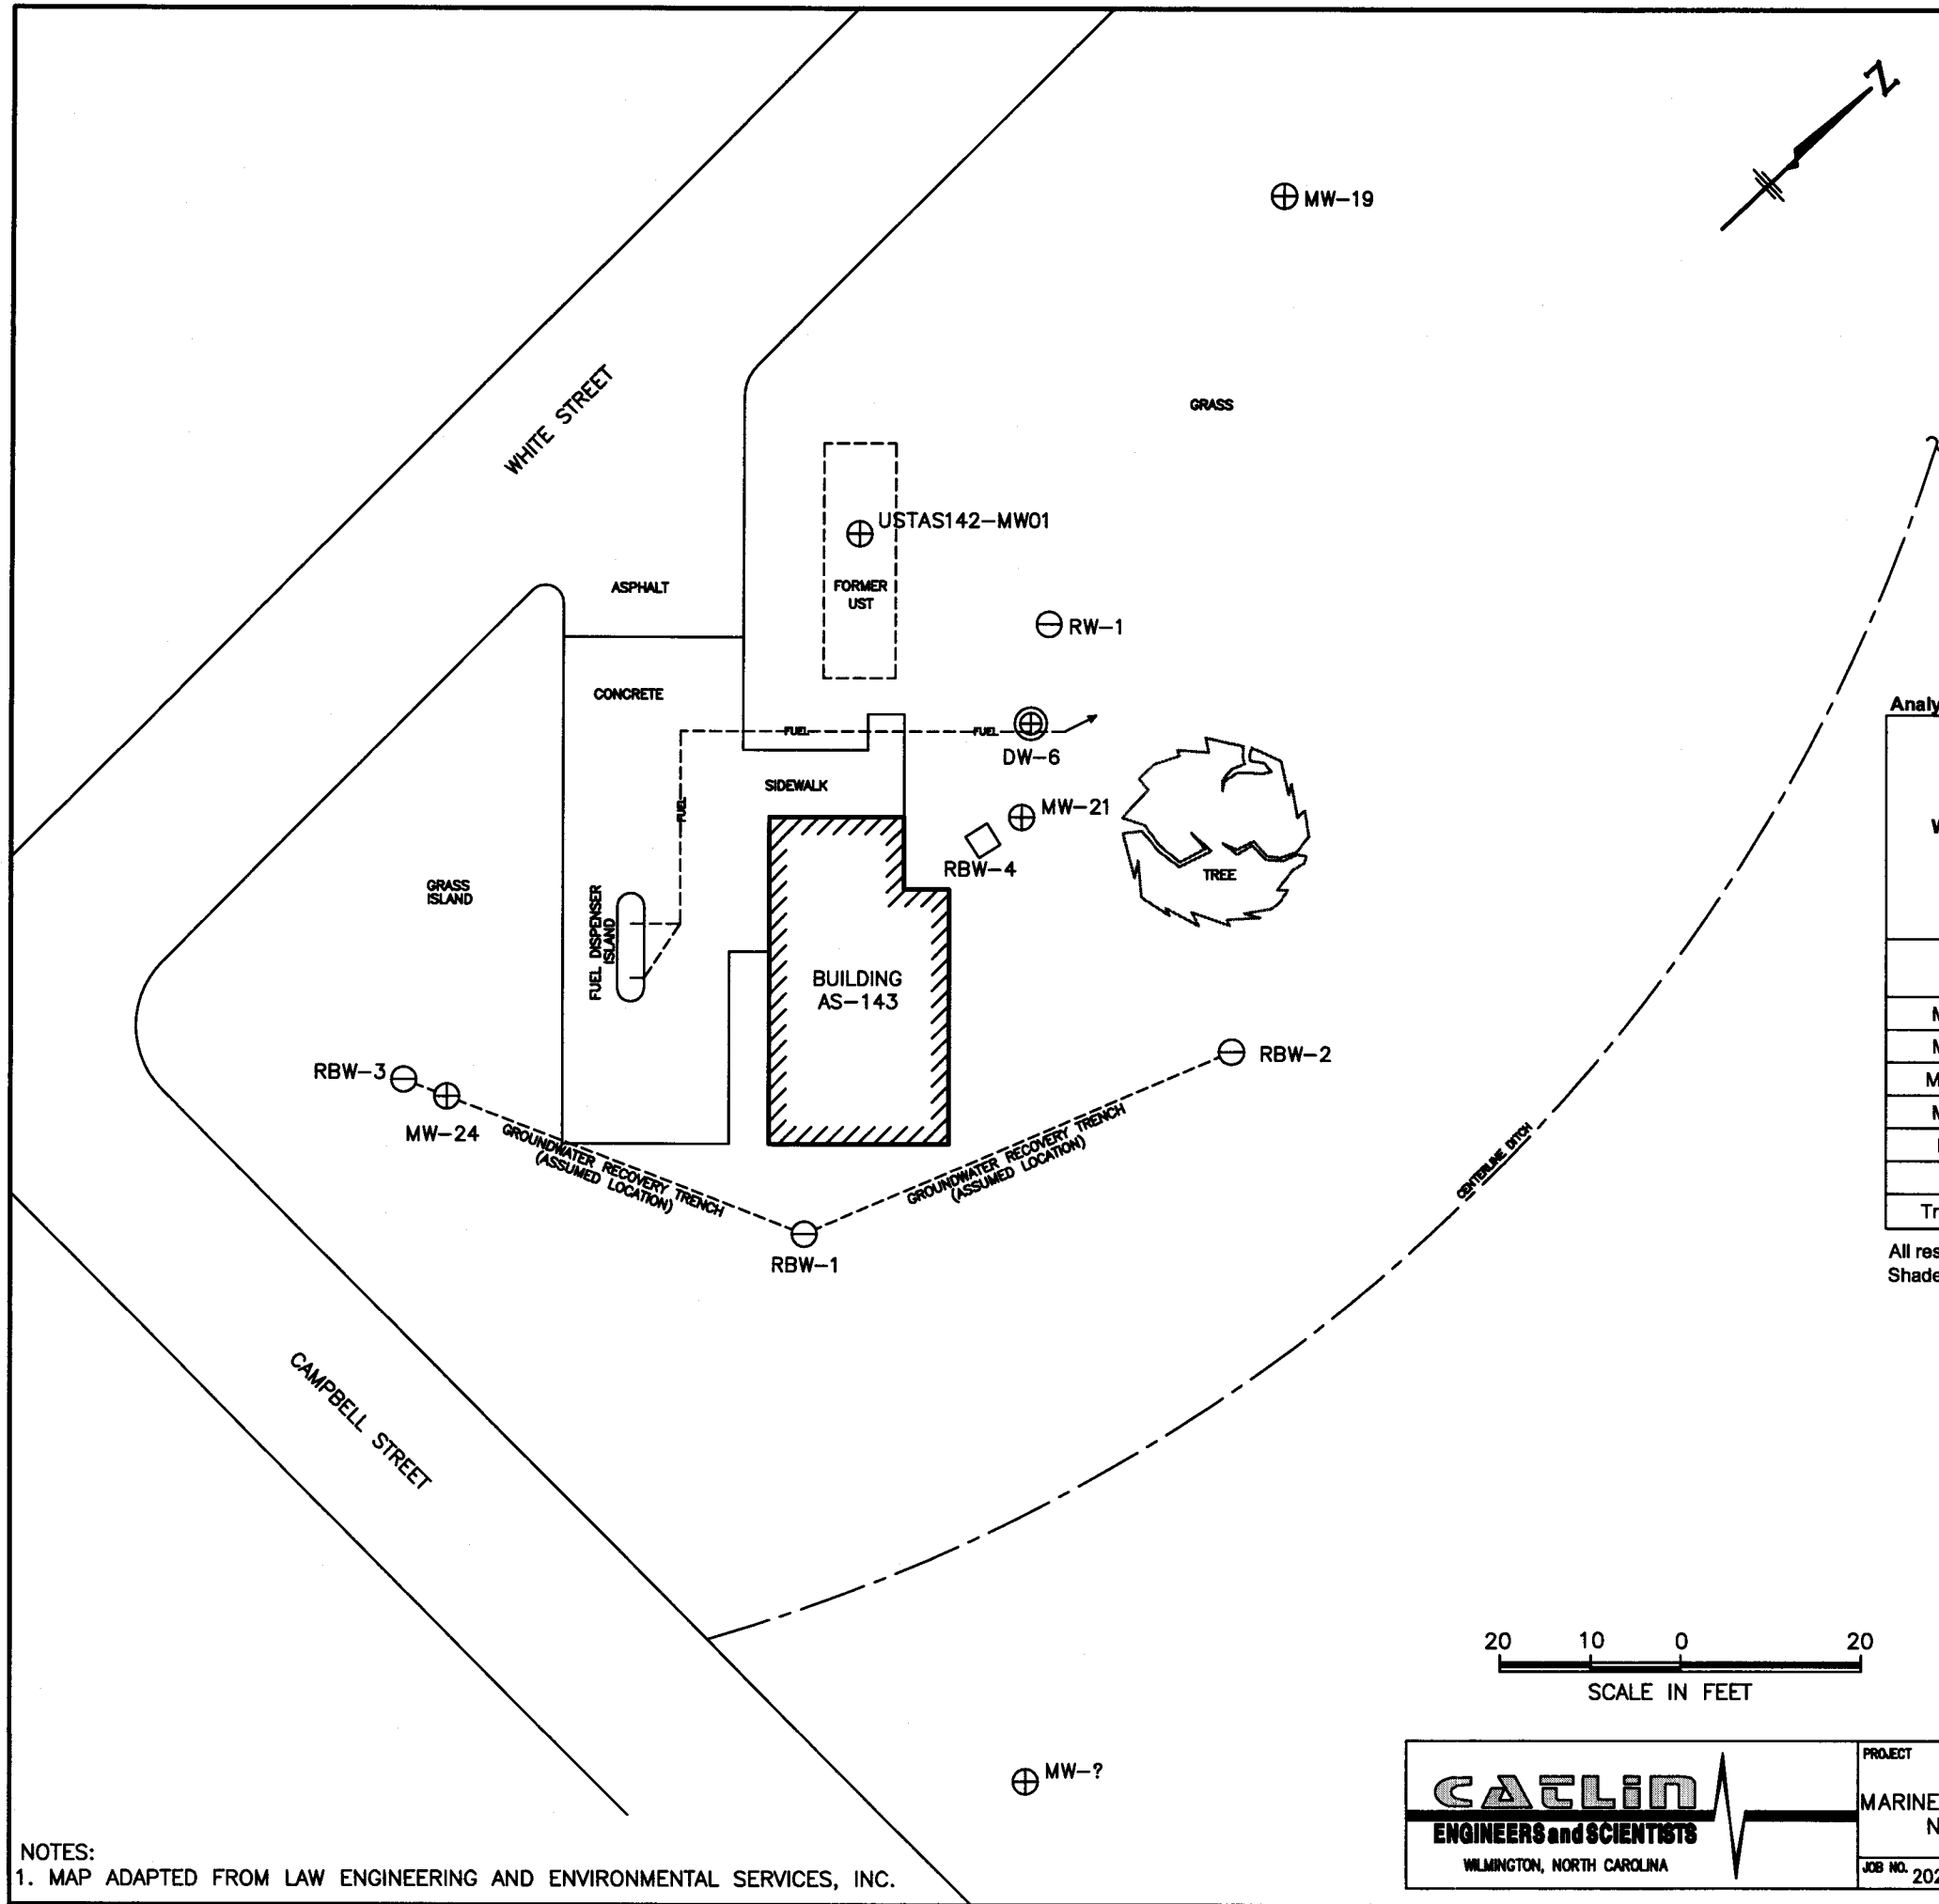 N
MW-19
GRASS
WHITE STREET
USTAS142-MW01
FORMER
UST
ASPHALT
RW-1
CONCRETE
FUEL
FUEL
FUEL
DW-6
SIDEWALK
MW-21
RBW-4
TREE
GRASS
ISLAND
FUEL DISPENSER
ISLAND
BUILDING
AS-143
RBW-3
MW-24
RBW-2
GROUNDWATER RECOVERY TRENCH
(ASSUMED LOCATION)
GROUNDWATER RECOVERY TRENCH
(ASSUMED LOCATION)
RBW-1
CENTERLINE DITCH
CAMPBELL STREET
Analy
W
M
M
M
M
Tr
All res
Shade
20 10 0 20
SCALE IN FEET
MW-?
CATLIN
ENGINEERS and SCIENTISTS
WILMINGTON, NORTH CAROLINA
PROJECT
MARINE
N
JOB NO. 202
NOTES:
1. MAP ADAPTED FROM LAW ENGINEERING AND ENVIRONMENTAL SERVICES, INC.